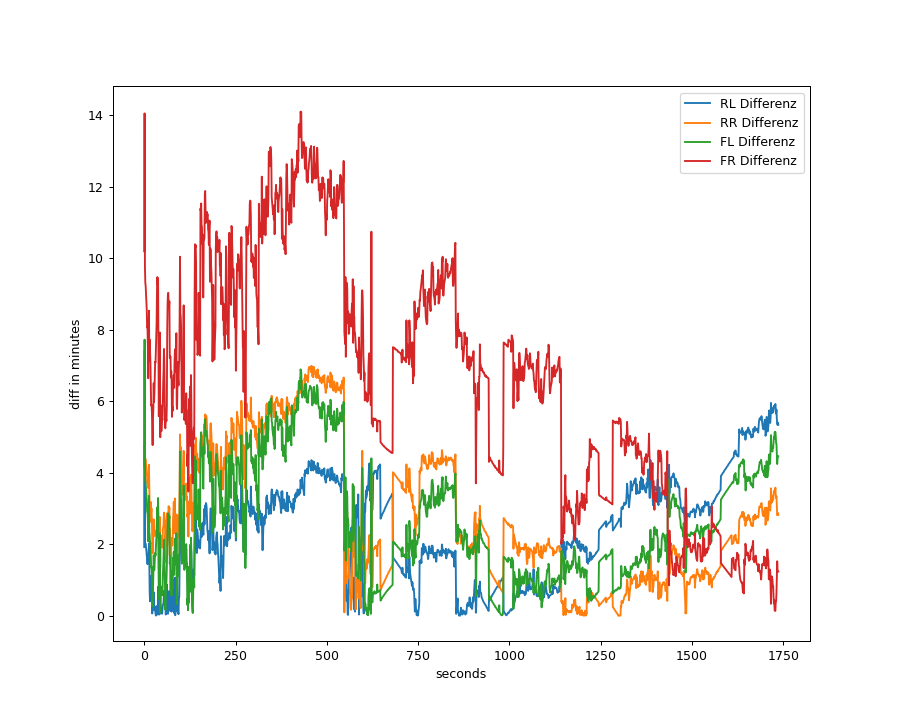 RL Differenz
RR Differenz
FL Differenz
FR Differenz
14
12
10
8
6
4
2
0
diff in minutes
0 250 500 750 1000 1250 1500 1750
seconds